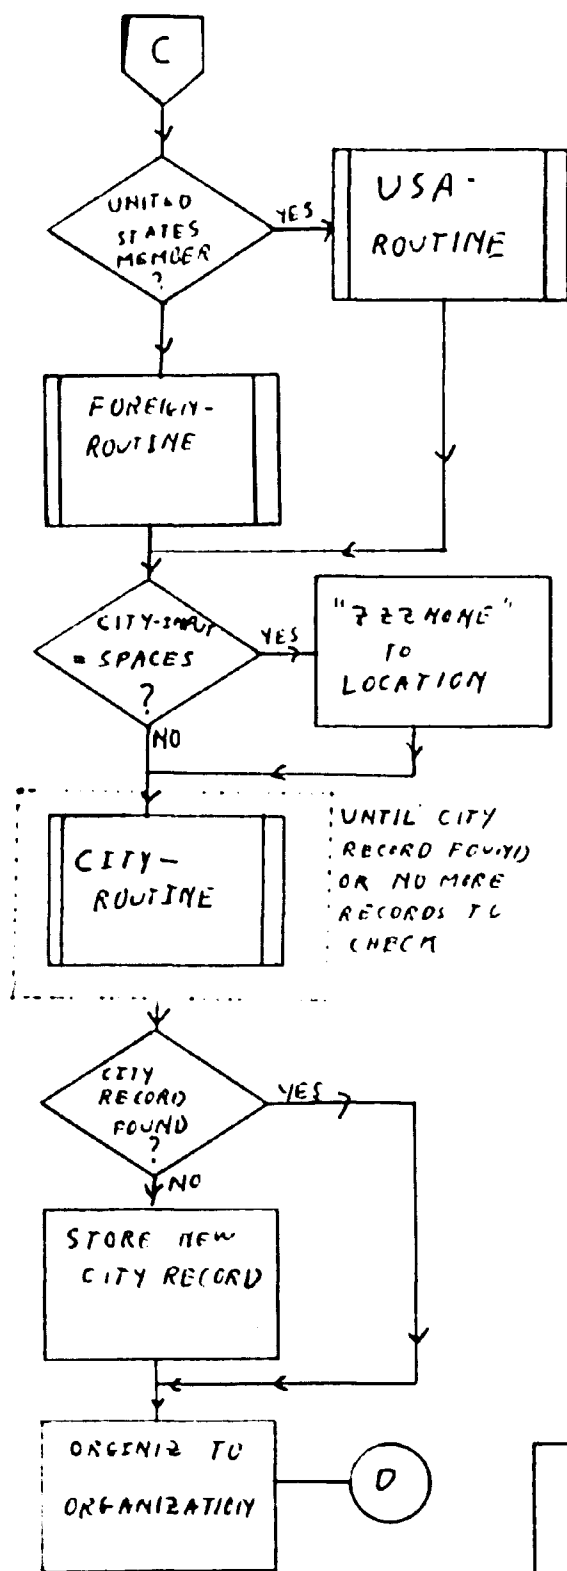 C
UNITED
STATES
MEMBER
?
YES
USA-
ROUTINE
FOREIGN-
ROUTINE
CITY-INPUT
= SPACES
?
YES
NO
"ZZZNONE"
TO
LOCATION
CITY-
ROUTINE
UNTIL CITY
RECORD FOUND
OR NO MORE
RECORDS TO
CHECK
CITY
RECORD
FOUND
?
YES
NO
STORE NEW
CITY RECORD
ORGINIZ TO
ORGANIZATION
D